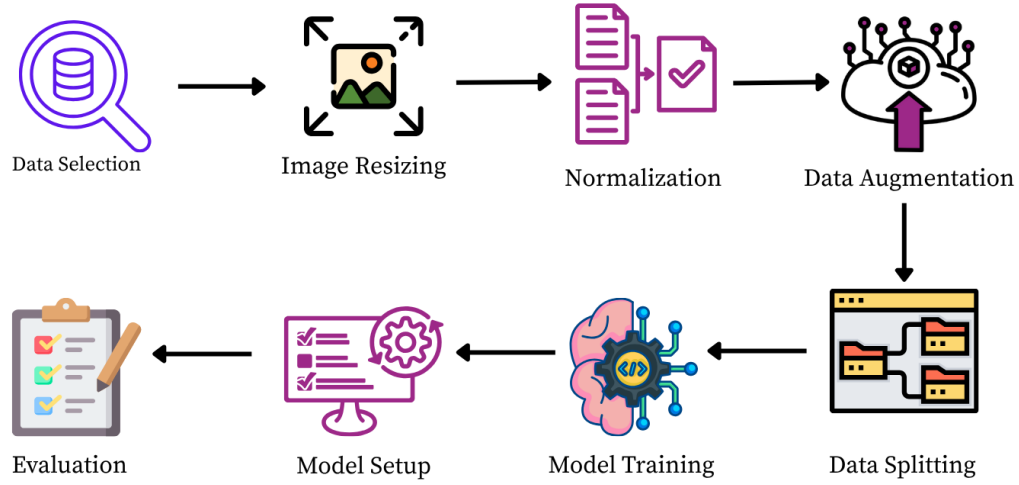 Data Selection
Image Resizing
Normalization
Data Augmentation
Data Splitting
Model Training
Model Setup
Evaluation